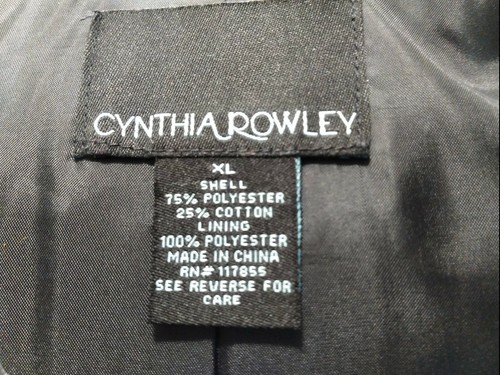 CYNTHIA ROWLEY
XL
SHELL
75% POLYESTER
25% COTTON
LINING
100% POLYESTER
MADE IN CHINA
RN# 117855
SEE REVERSE FOR
CARE